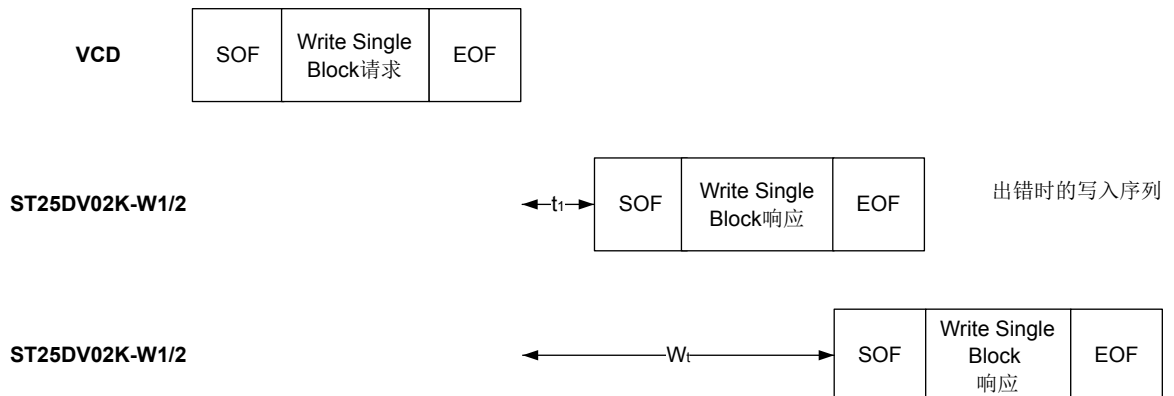 VCD
SOF
Write Single
Block请求
EOF
ST25DV02K-W1/2
t1
SOF
Write Single
Block响应
EOF
出错时的写入序列
ST25DV02K-W1/2
Wt
SOF
Write Single
Block
响应
EOF